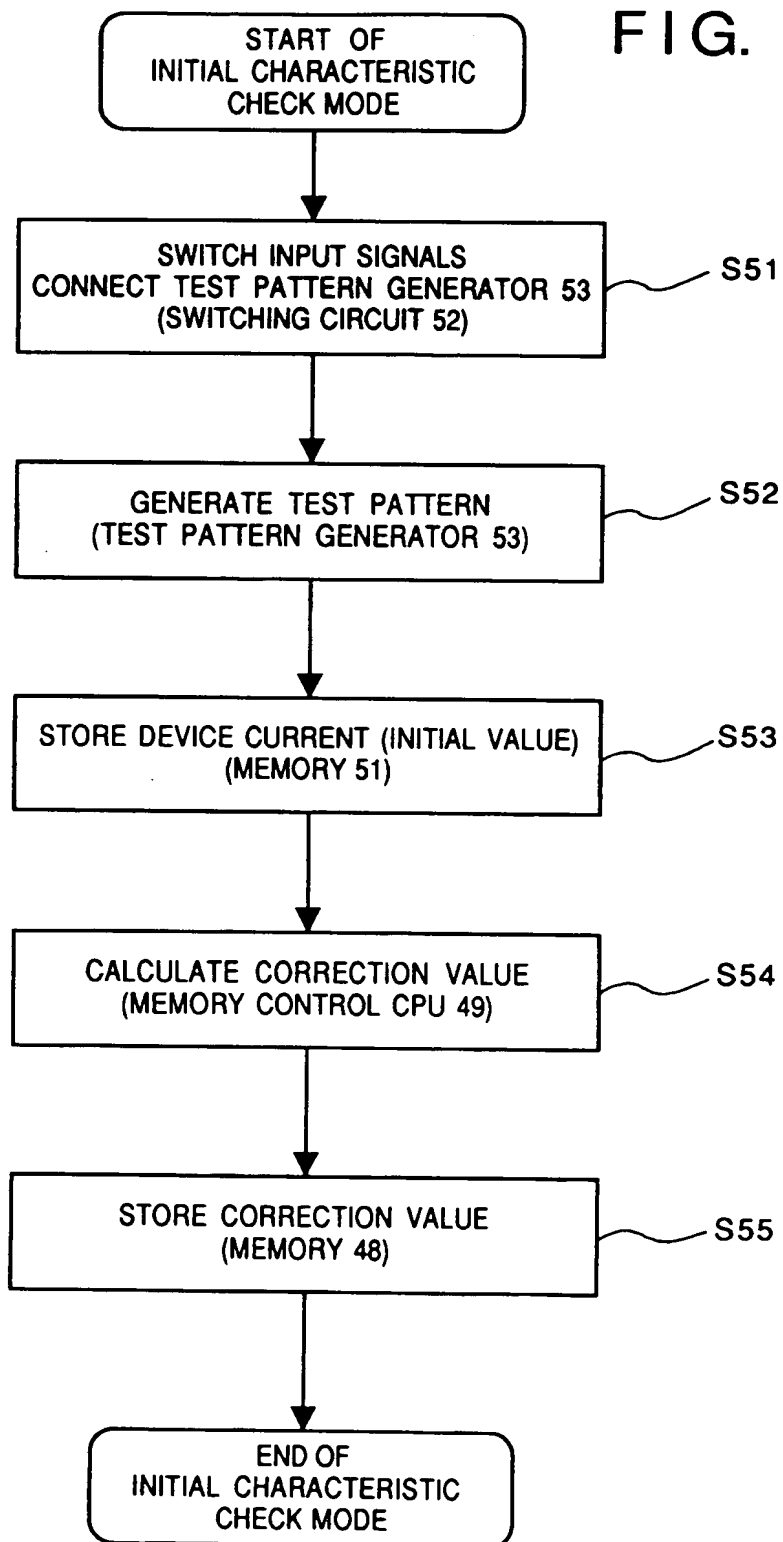 FIG.
START OF
INITIAL CHARACTERISTIC
CHECK MODE
SWITCH INPUT SIGNALS
CONNECT TEST PATTERN GENERATOR 53
(SWITCHING CIRCUIT 52)
S51
GENERATE TEST PATTERN
(TEST PATTERN GENERATOR 53)
S52
STORE DEVICE CURRENT (INITIAL VALUE)
(MEMORY 51)
S53
CALCULATE CORRECTION VALUE
(MEMORY CONTROL CPU 49)
S54
STORE CORRECTION VALUE
(MEMORY 48)
S55
END OF
INITIAL CHARACTERISTIC
CHECK MODE